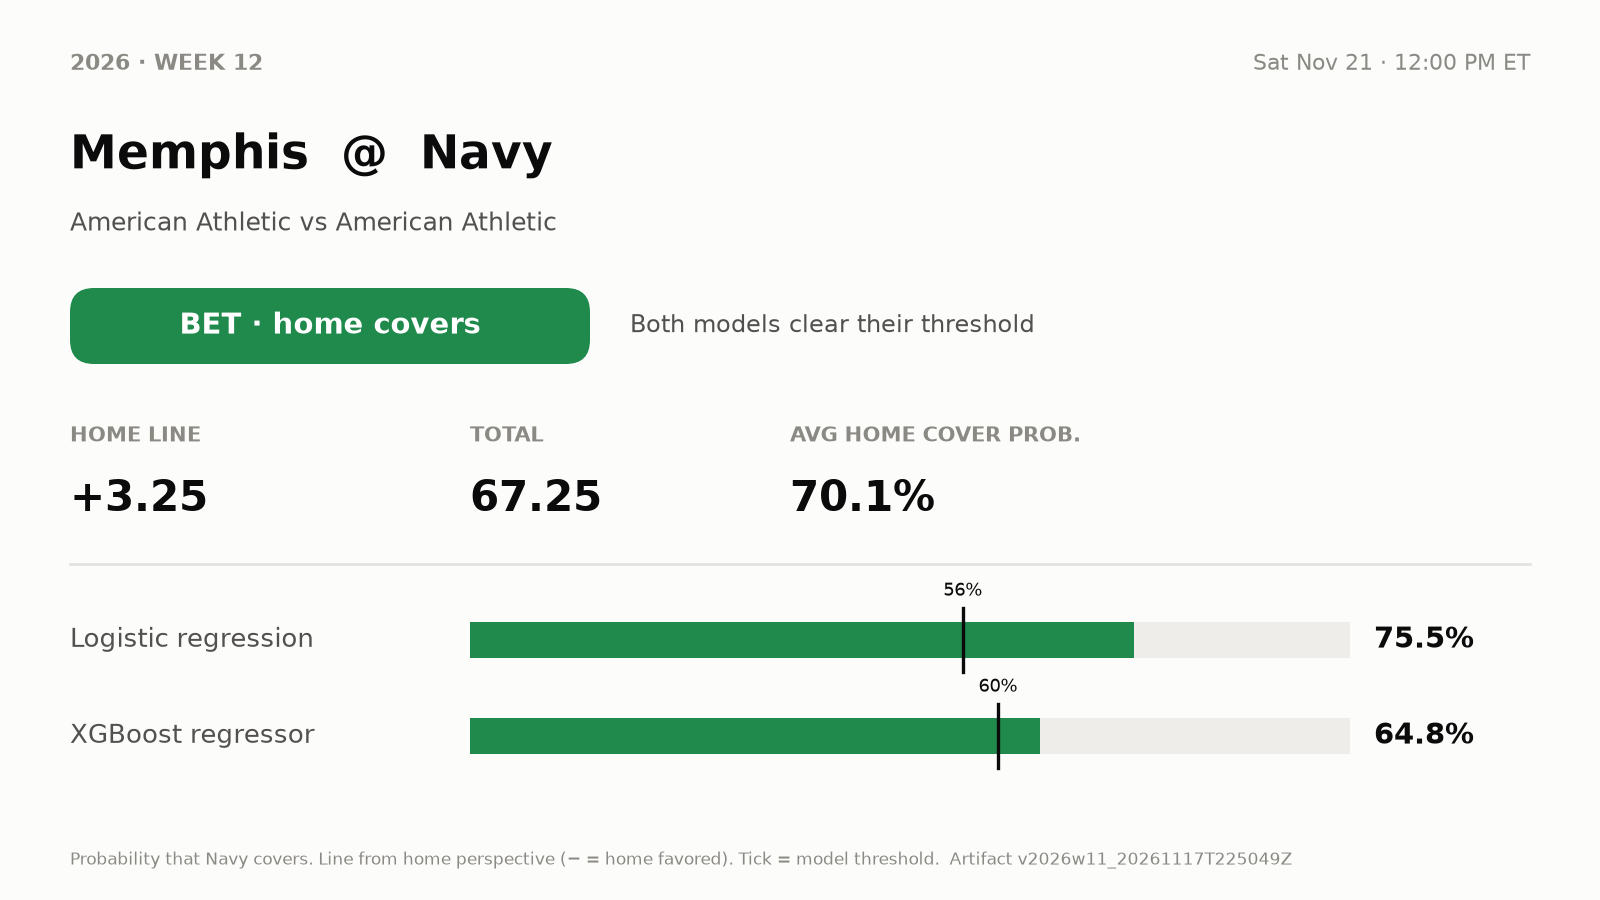 2026 · WEEK 12
Sat Nov 21 · 12:00 PM ET
Memphis @ Navy
American Athletic vs American Athletic
BET · home covers
Both models clear their threshold
HOME LINE
TOTAL
AVG HOME COVER PROB.
+3.25
67.25
70.1%
56%
Logistic regression
75.5%
60%
XGBoost regressor
64.8%
Probability that Navy covers. Line from home perspective (− = home favored). Tick = model threshold. Artifact v2026w11_20261117T225049Z